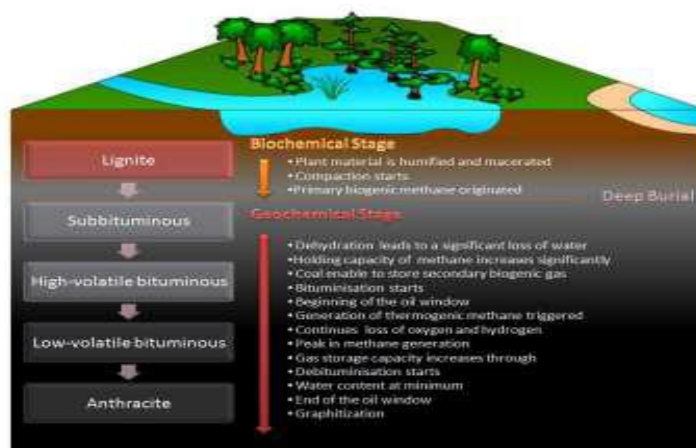 Biochemical Stage
Lignite
•Plant material is humified and macerated
•Compaction starts
•Primary biogenic methane originated
Deep Burial
Geochemical Stage
Subbituminous
•Dehydration leads to a significant loss of water
•Holding capacity of methane increases significantly
•Coal enable to store secondary biogenic gas
High-volatile bituminous
•Bituminisation starts
•Beginning of the oil window
•Generation of thermogenic methane triggered
•Continues loss of oxygen and hydrogen
Low-volatile bituminous
•Peak in methane generation
•Gas storage capacity increases through
•Debituminisation starts
•Water content at minimum
Anthracite
•End of the oil window
•Graphitization